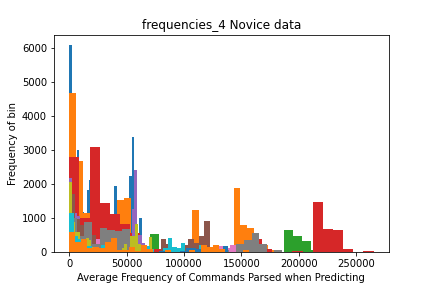 frequencies_4 Novice data
6000
5000
4000
3000
2000
1000
0
Frequency of bin
0 50000 100000 150000 200000 250000
Average Frequency of Commands Parsed when Predicting